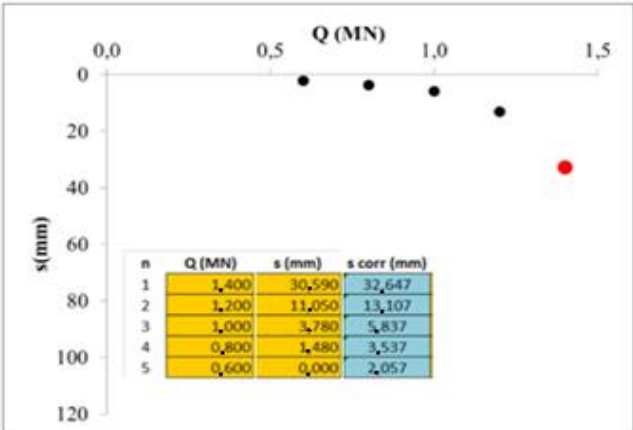 Q (MN)
0,0 0,5 1,0 1,5
0
20
40
60
80
100
120
s(mm)
n Q (MN) s (mm) s corr (mm)
1 1,400 30,590 32,647
2 1,200 11,050 13,107
3 1,000 3,780 5,837
4 0,800 1,480 3,537
5 0,600 0,000 2,057